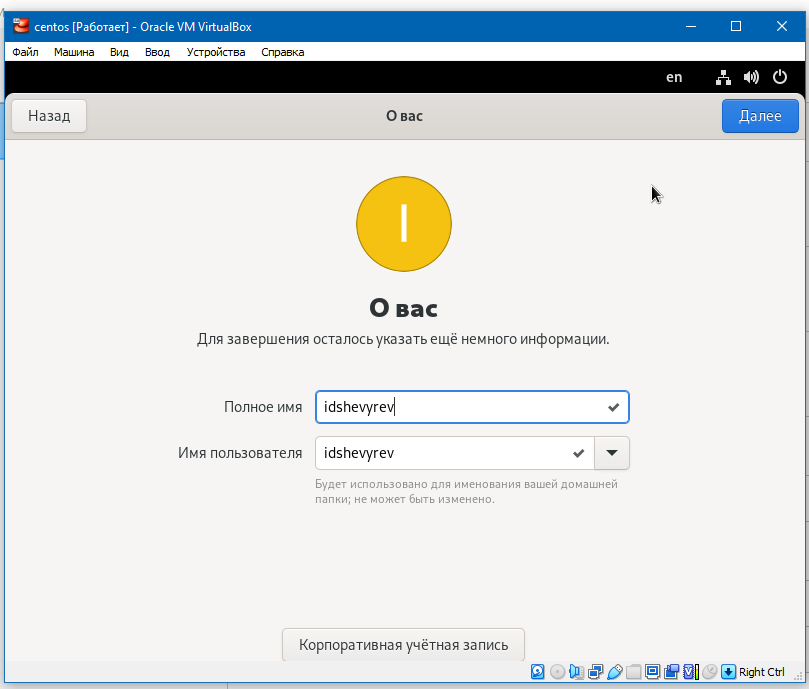 centos [Работает] - Oracle VM VirtualBox
Файл Машина Вид Ввод Устройства Справка
en
Назад О вас Далее
I
О вас
Для завершения осталось указать ещё немного информации.
Полное имя idshevyrev
Имя пользователя idshevyrev
Будет использовано для именования вашей домашней
папки; не может быть изменено.
Корпоративная учётная запись
Right Ctrl